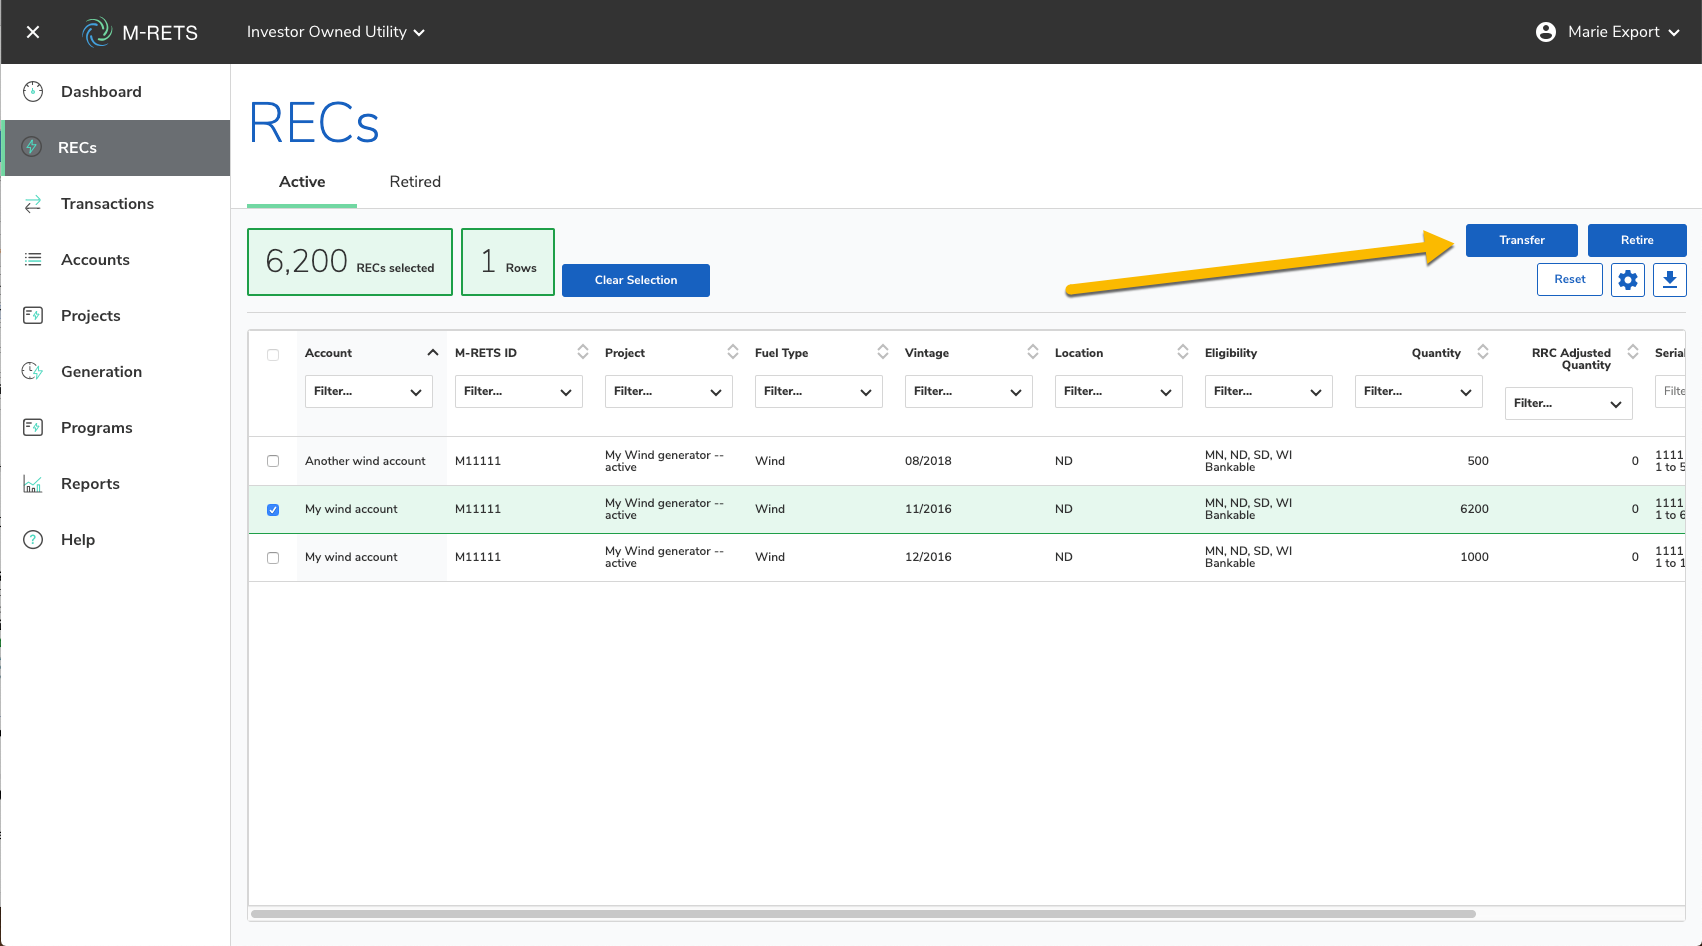 M-RETS
Investor Owned Utility
Marie Export
Dashboard
RECs
Transactions
Accounts
Projects
Generation
Programs
Reports
Help
RECs
Active Retired
6,200 RECs selected
1 Rows
Clear Selection
Transfer
Retire
Reset
Account M-RETS ID Project Fuel Type Vintage Location Eligibility Quantity RRC Adjusted Serial
Quantity
Filter... Filter... Filter... Filter... Filter... Filter... Filter... Filter... Filter... Filte
Another wind account M11111 My Wind generator -- Wind 08/2018 ND MN, ND, SD, WI 500 0 1111
active Bankable 1 to 5
My wind account M11111 My Wind generator -- Wind 11/2016 ND MN, ND, SD, WI 6200 0 1111
active Bankable 1 to 6
My wind account M11111 My Wind generator -- Wind 12/2016 ND MN, ND, SD, WI 1000 0 1111
active Bankable 1 to 1